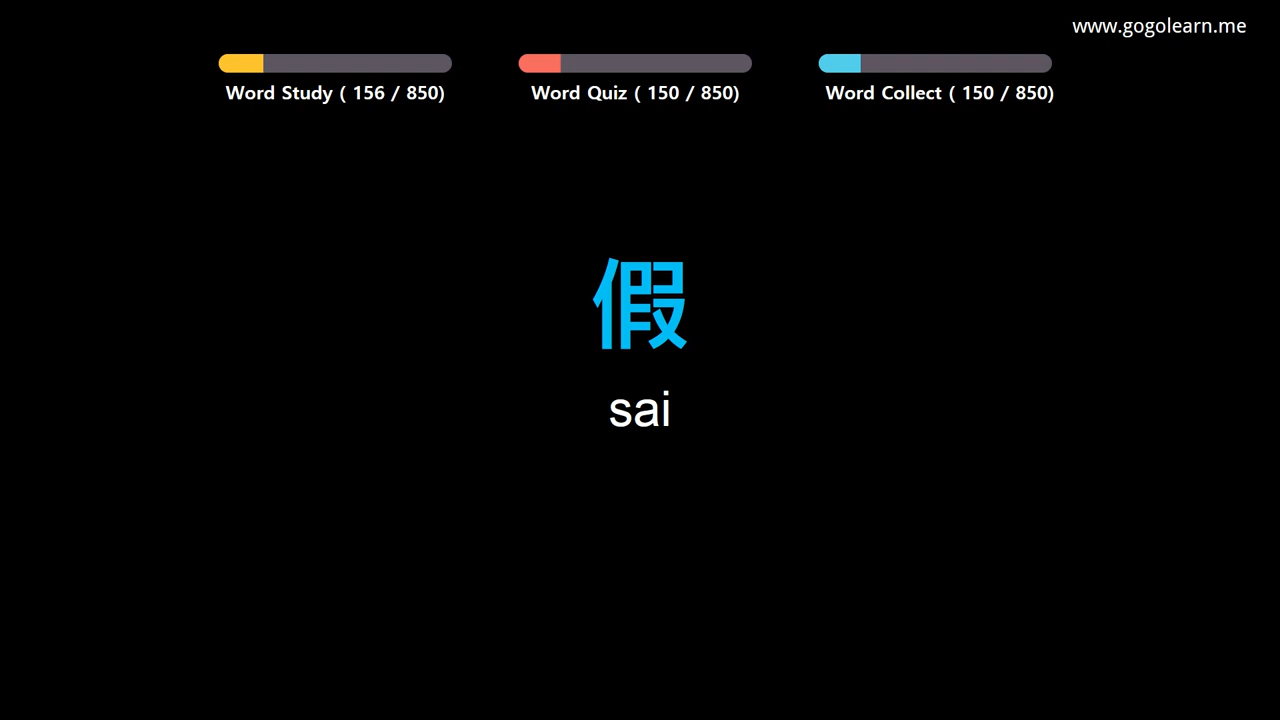 www.gogolearn.me
Word Study ( 156 / 850)
Word Quiz ( 150 / 850)
Word Collect ( 150 / 850)
假
sai